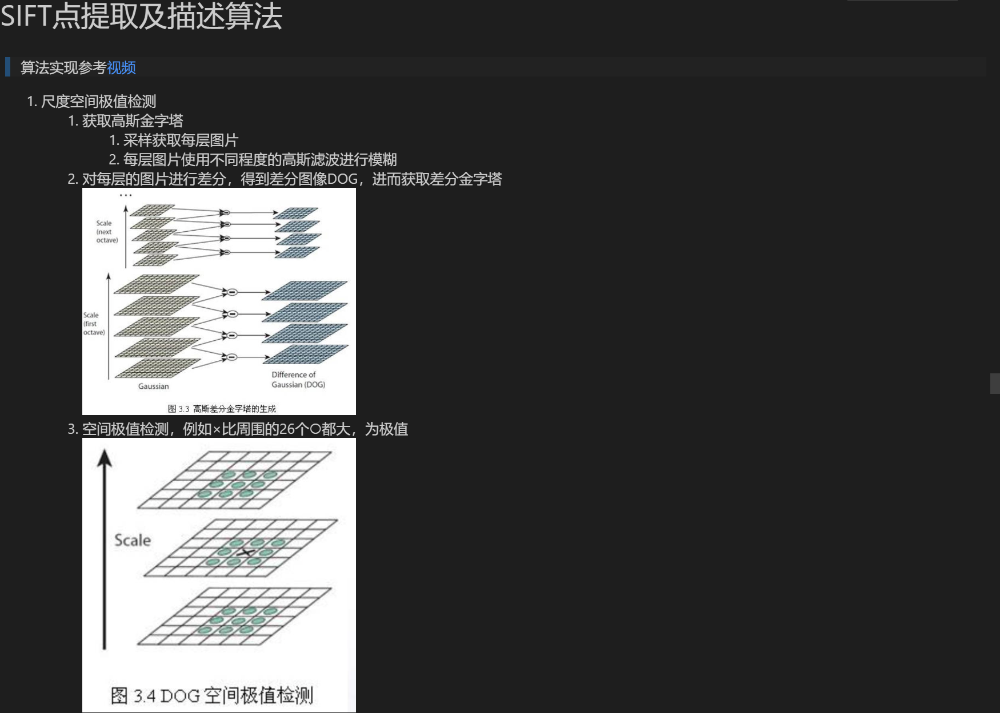 SIFT点提取及描述算法
算法实现参考视频
1. 尺度空间极值检测
1. 获取高斯金字塔
1. 采样获取每层图片
2. 每层图片使用不同程度的高斯滤波进行模糊
2. 对每层的图片进行差分，得到差分图像DOG，进而获取差分金字塔
...
Scale
(next
octave)
Scale
(first
octave)
Gaussian
Difference of
Gaussian (DOG)
图 3.3 高斯差分金字塔的生成
3. 空间极值检测，例如×比周围的26个○都大，为极值
Scale
图 3.4 DOG 空间极值检测